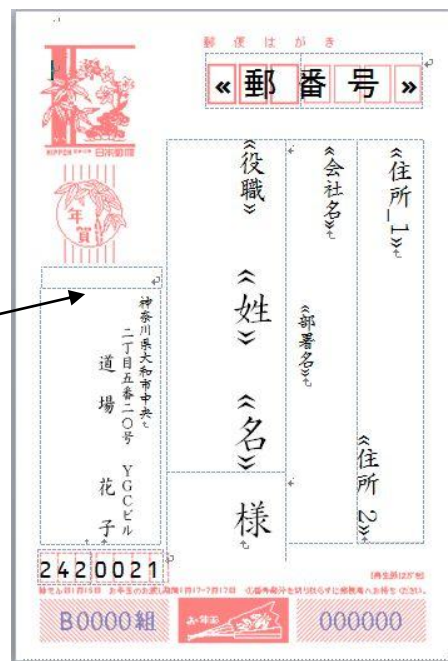 郵便はがき
«郵番号»
NIPPON 日本郵便
年賀
«住所_1»
«住所_2»
«会社名»
«部署名»
«役職»
«姓» «名»
様
神奈川県大和市中央
二丁目五番二〇号 YGCビル
道場 花子
2420021
B0000組
お年玉
000000